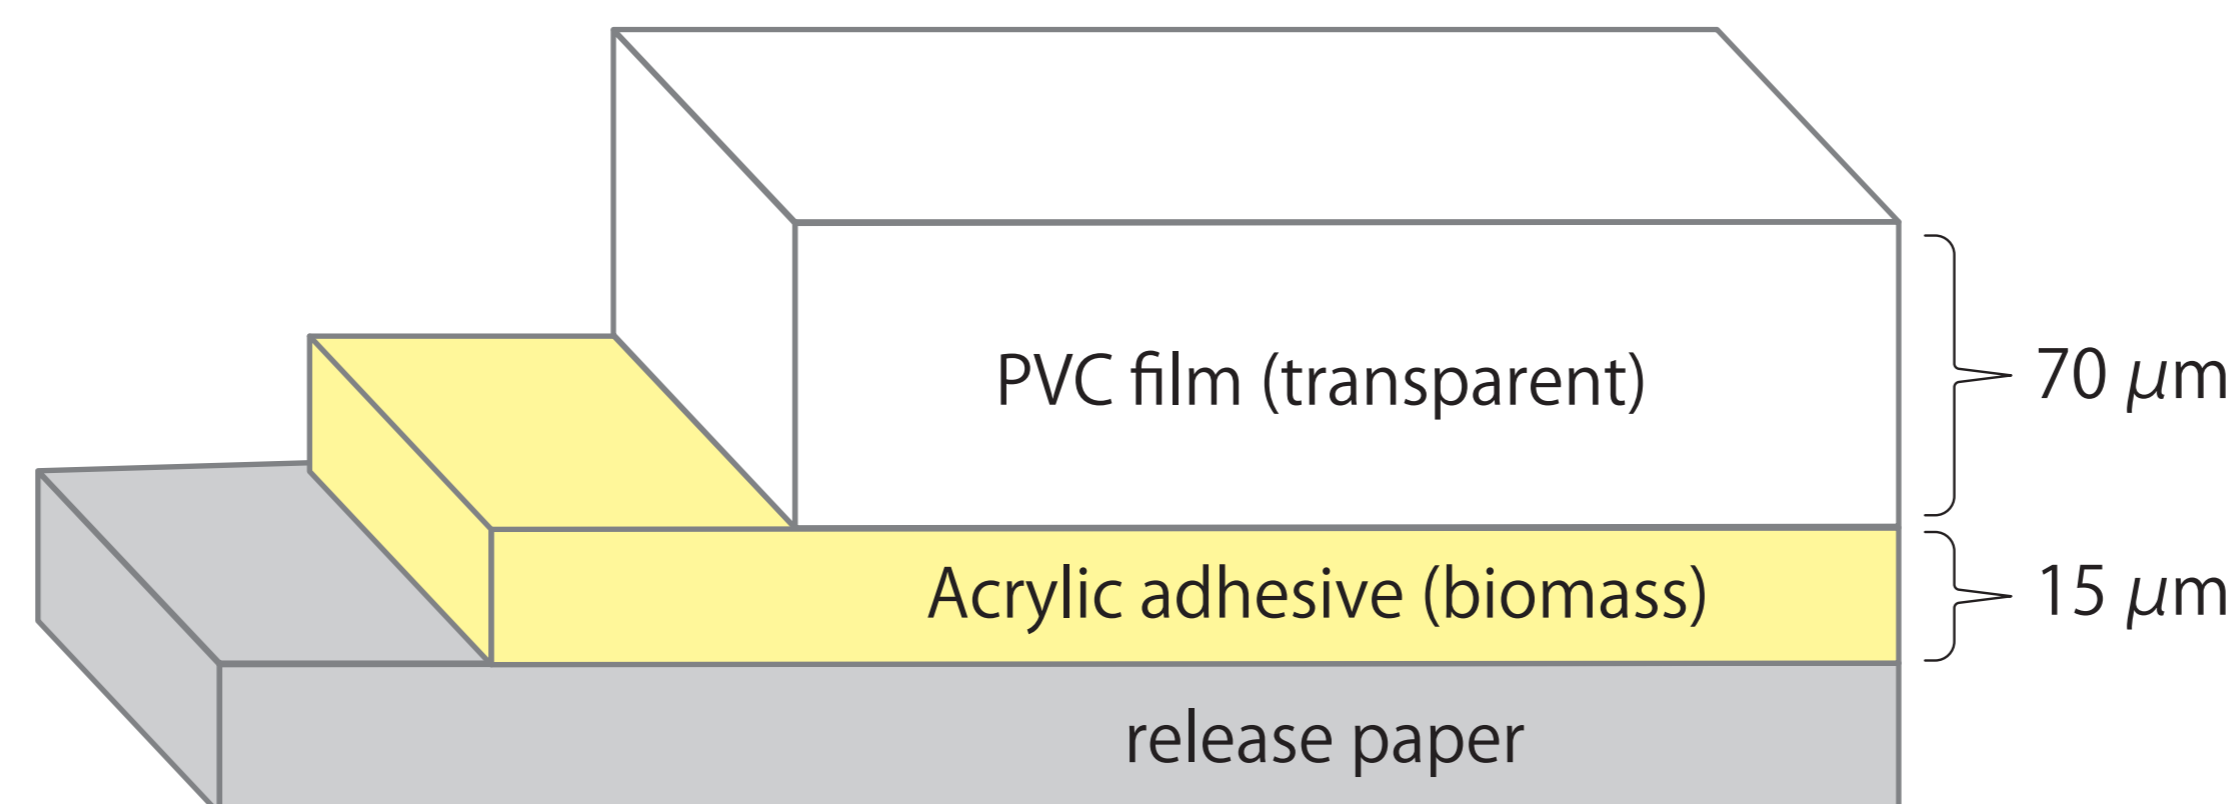 PVC film (transparent)
70 μm
Acrylic adhesive (biomass)
15 μm
release paper